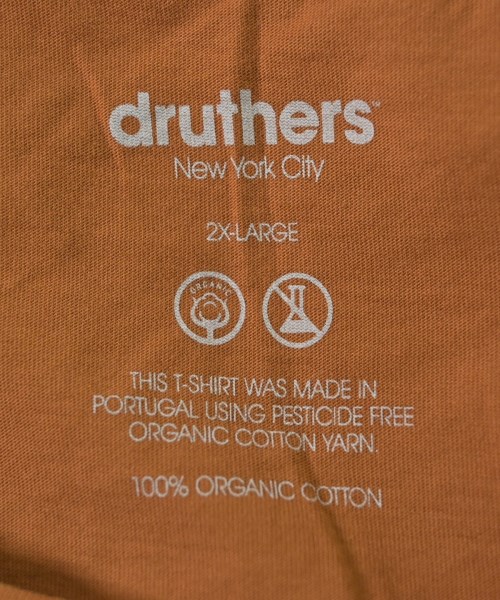 druthers™
New York City
2X-LARGE
ORGANIC
THIS T-SHIRT WAS MADE IN
PORTUGAL USING PESTICIDE FREE
ORGANIC COTTON YARN.
100% ORGANIC COTTON